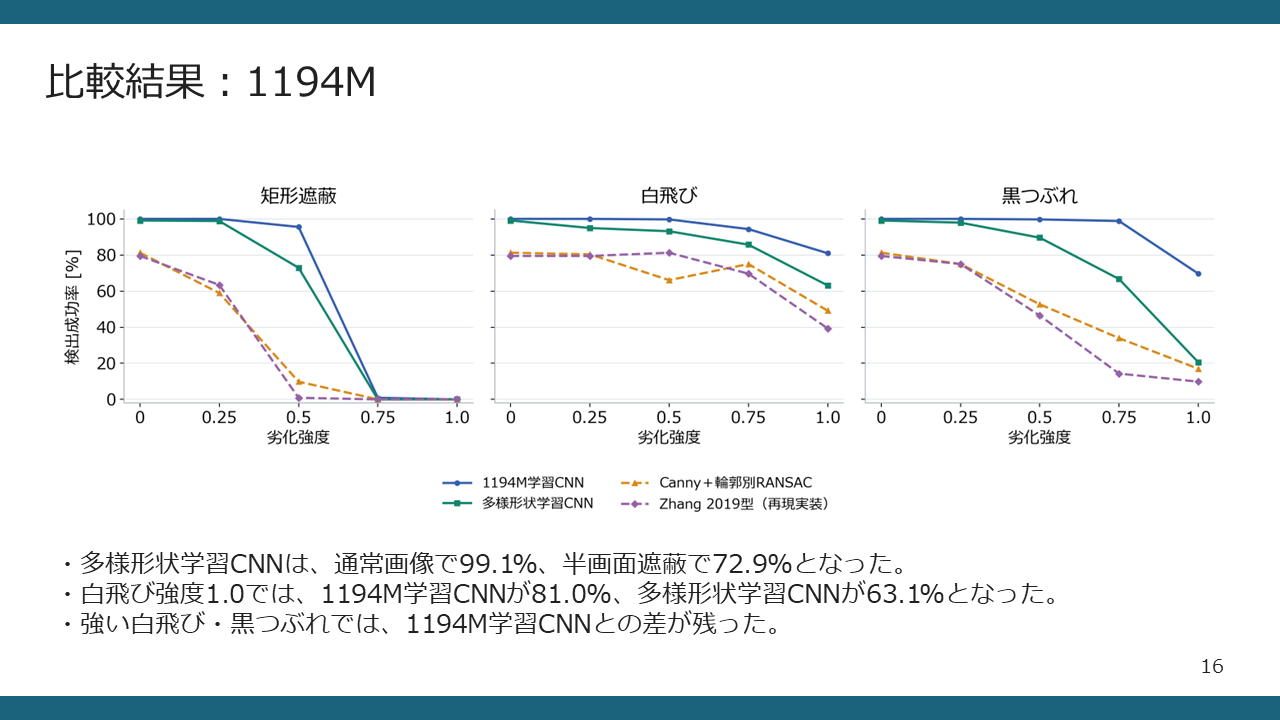 比較結果：1194M
矩形遮蔽
白飛び
黒つぶれ
検出成功率 [%]
100
80
60
40
20
0
0 0.25 0.5 0.75 1.0
0 0.25 0.5 0.75 1.0
0 0.25 0.5 0.75 1.0
劣化強度
劣化強度
劣化強度
1194M学習CNN
Canny＋輪郭別RANSAC
多様形状学習CNN
Zhang 2019型（再現実装）
・多様形状学習CNNは、通常画像で99.1%、半画面遮蔽で72.9%となった。
・白飛び強度1.0では、1194M学習CNNが81.0%、多様形状学習CNNが63.1%となった。
・強い白飛び・黒つぶれでは、1194M学習CNNとの差が残った。
16